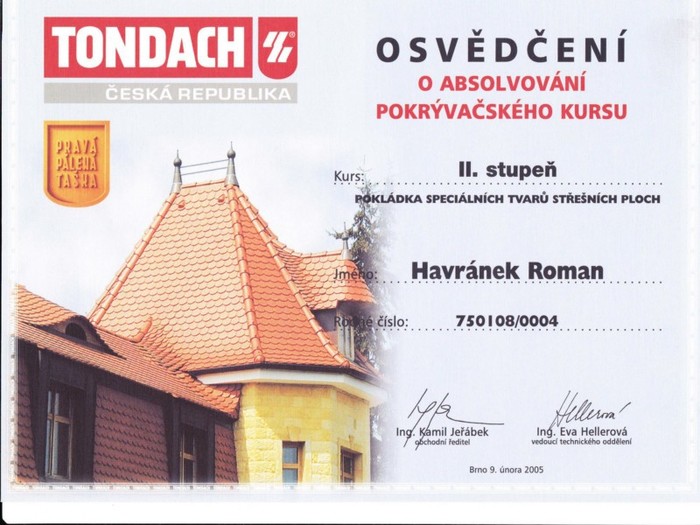 TONDACH
ČESKÁ REPUBLIKA
PRAVÁ
PÁLENÁ
TAŠKA
OSVĚDČENÍ
O ABSOLVOVÁNÍ
POKRÝVAČSKÉHO KURSU
Kurs: II. stupeň
POKLÁDKA SPECIÁLNÍCH TVARŮ STŘEŠNÍCH PLOCH
Jméno: Havránek Roman
Rodné číslo: 750108/0004
Hellerová
Ing. Kamil Jeřábek
obchodní ředitel
Ing. Eva Hellerová
vedoucí technického oddělení
Brno 9. února 2005